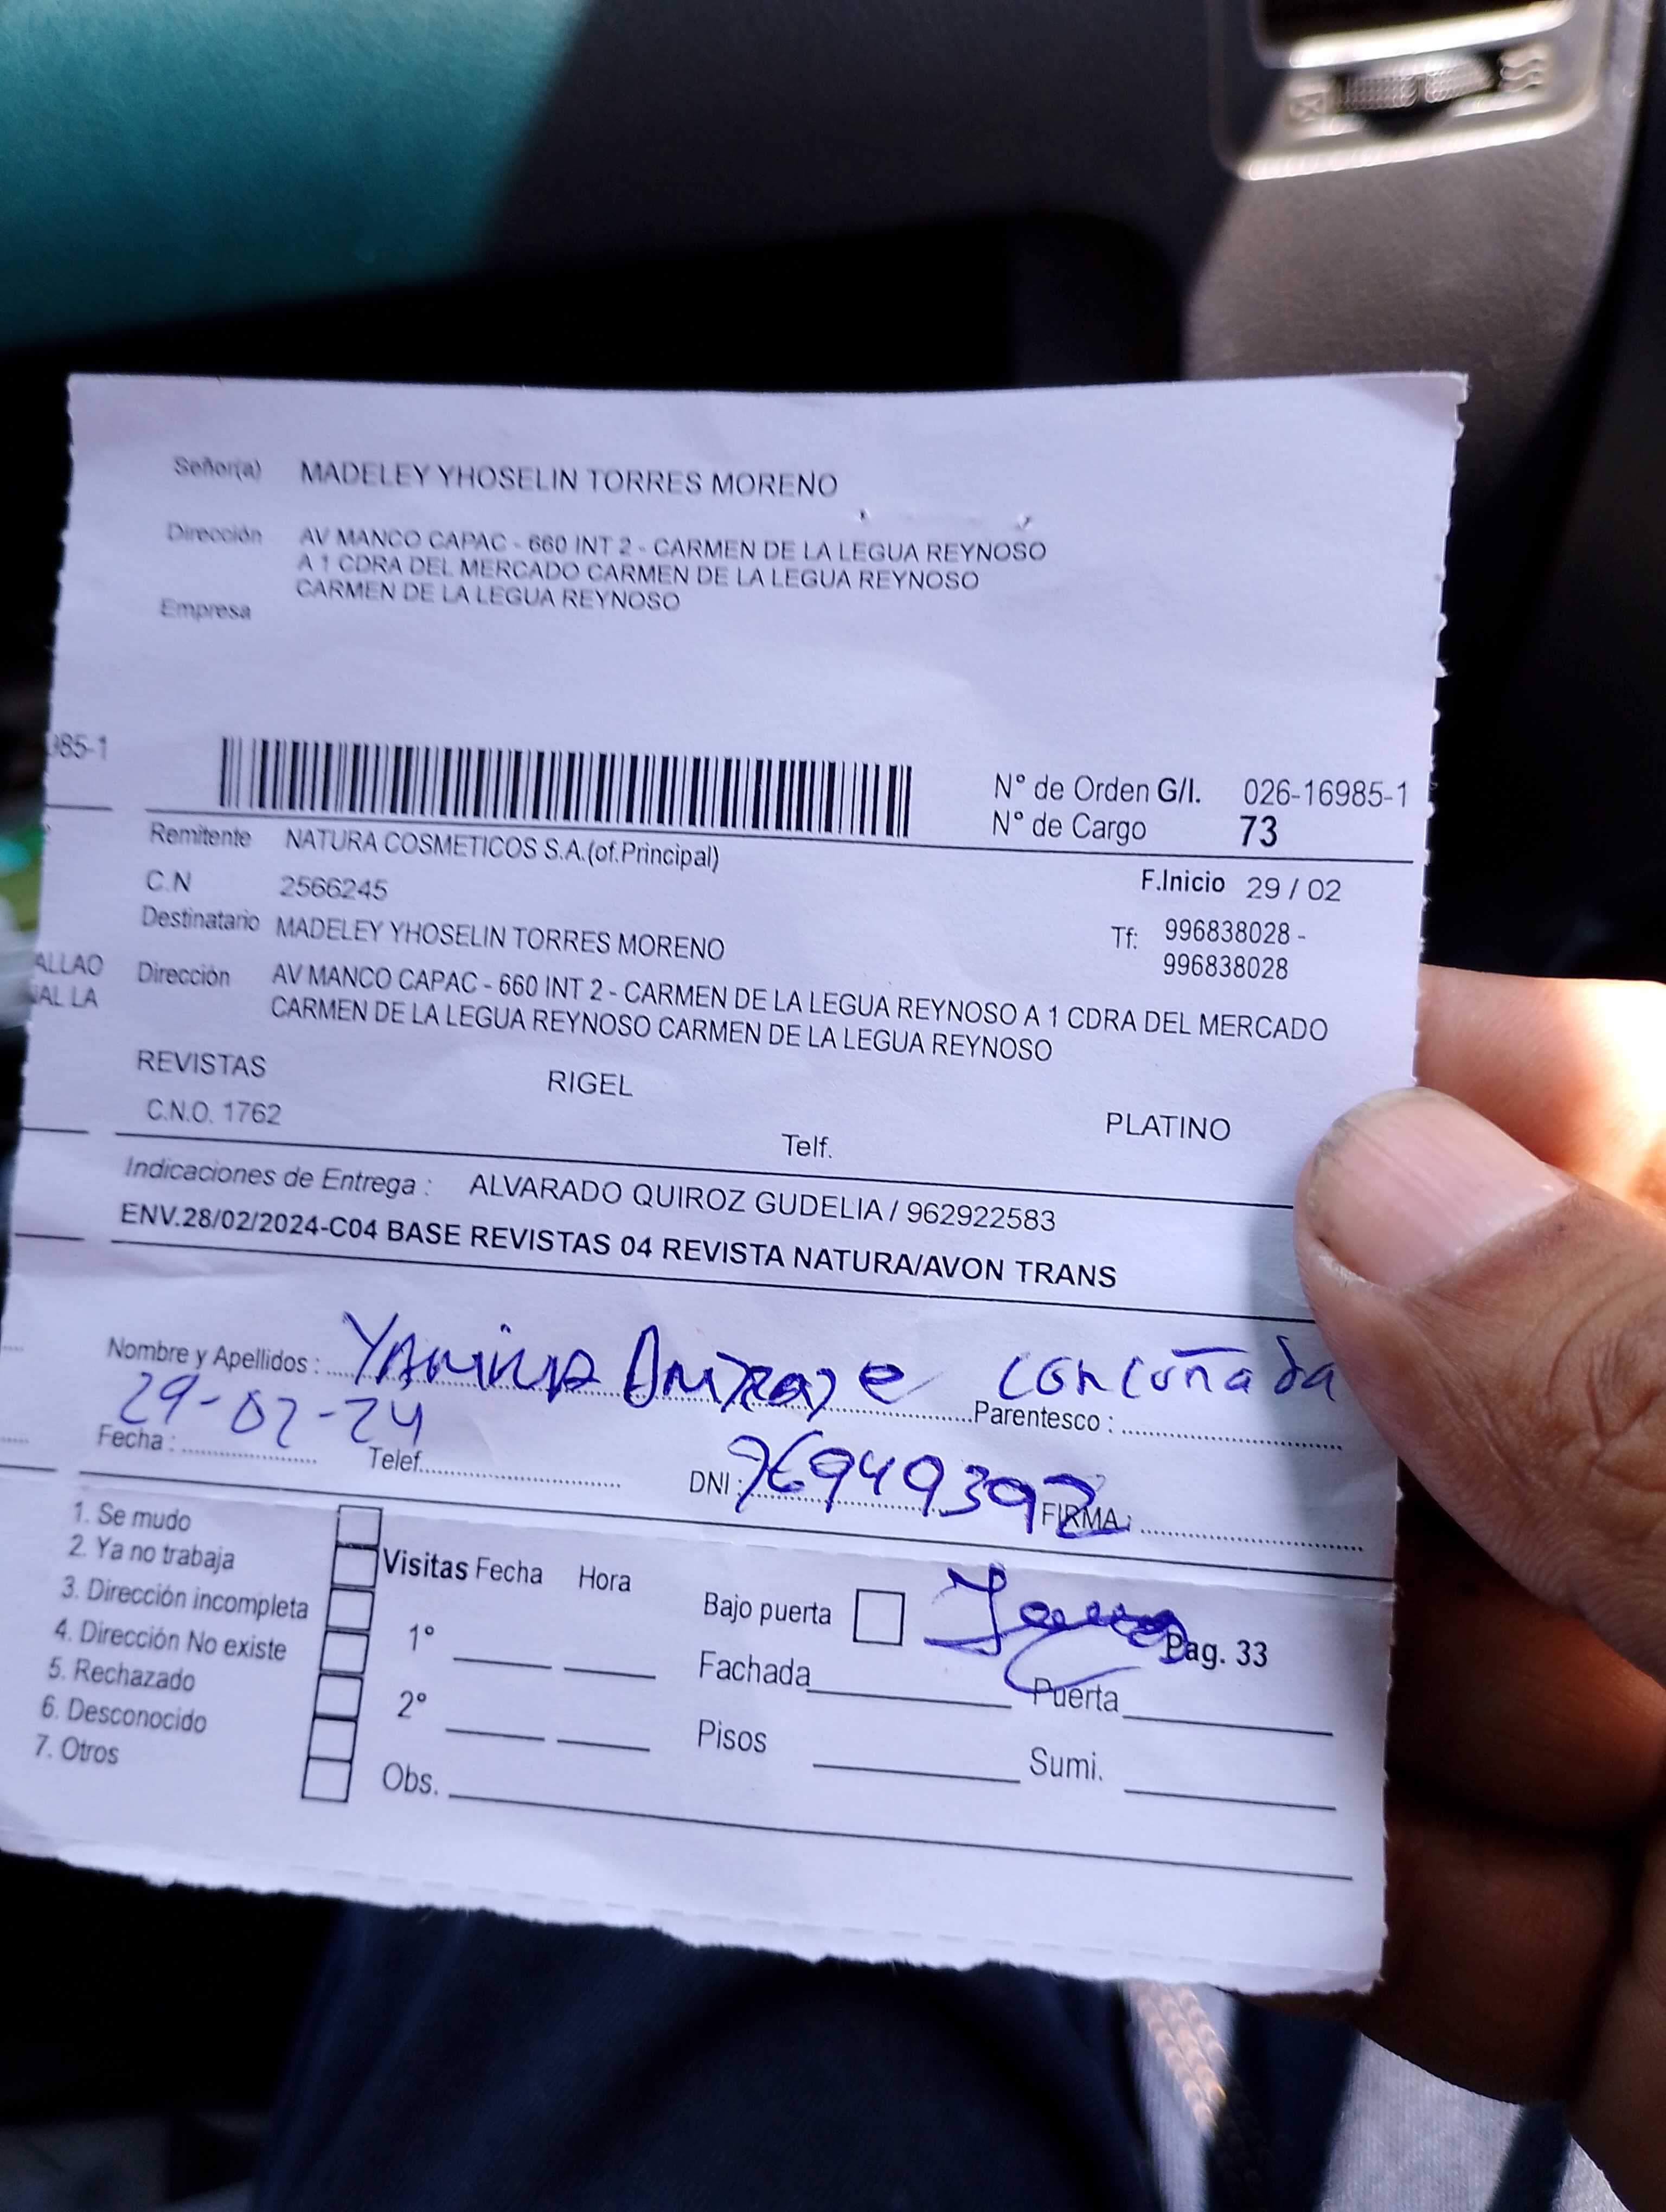 Señor(a) MADELEY YHOSELIN TORRES MORENO
Dirección AV MANCO CAPAC - 660 INT 2 - CARMEN DE LA LEGUA REYNOSO
A 1 CDRA DEL MERCADO CARMEN DE LA LEGUA REYNOSO
CARMEN DE LA LEGUA REYNOSO
Empresa
985-1
N° de Orden G/I. 026-16985-1
N° de Cargo 73
Remitente NATURA COSMETICOS S.A.(of.Principal)
C.N 2566245 F.Inicio 29 / 02
Destinatario MADELEY YHOSELIN TORRES MORENO Tf: 996838028 -
996838028
ALLAO
Dirección AV MANCO CAPAC - 660 INT 2 - CARMEN DE LA LEGUA REYNOSO A 1 CDRA DEL MERCADO
CARMEN DE LA LEGUA REYNOSO CARMEN DE LA LEGUA REYNOSO
NAL LA
REVISTAS RIGEL PLATINO
C.N.O. 1762 Telf.
Indicaciones de Entrega : ALVARADO QUIROZ GUDELIA / 962922583
ENV.28/02/2024-C04 BASE REVISTAS 04 REVISTA NATURA/AVON TRANS
Nombre y Apellidos : Yamina Parentesco : concuñada
Fecha : 29-02-24 Telef. DNI : 76949392 FIRMA :
1. Se mudo
2. Ya no trabaja
3. Dirección incompleta
4. Dirección No existe
5. Rechazado
6. Desconocido
7. Otros
Visitas Fecha Hora
1°
2°
Obs.
Bajo puerta Pag. 33
Fachada Puerta
Pisos Sumi.